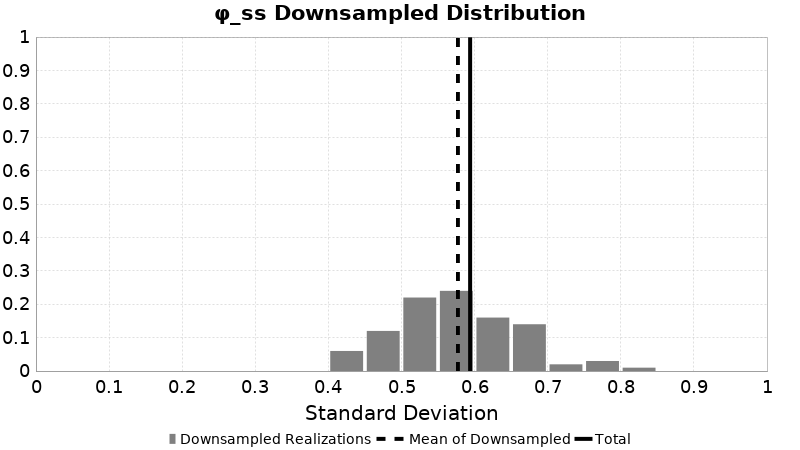 φ_ss Downsampled Distribution
1
0.9
0.8
0.7
0.6
0.5
0.4
0.3
0.2
0.1
0
0 0.1 0.2 0.3 0.4 0.5 0.6 0.7 0.8 0.9 1
Standard Deviation
Downsampled Realizations Mean of Downsampled Total